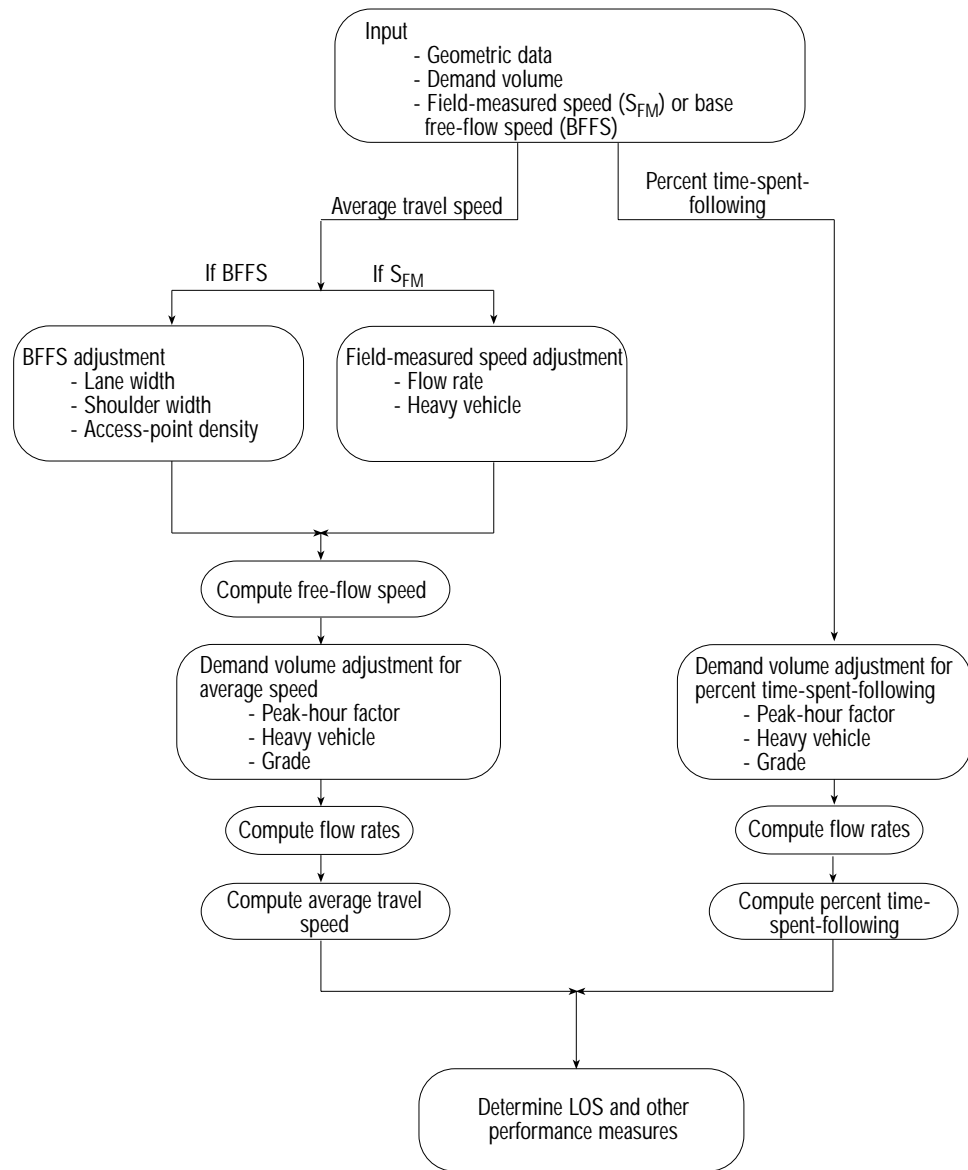 Input
- Geometric data
- Demand volume
- Field-measured speed (SFM) or base
free-flow speed (BFFS)
Average travel speed
Percent time-spent-
following
If BFFS
If SFM
BFFS adjustment
- Lane width
- Shoulder width
- Access-point density
Field-measured speed adjustment
- Flow rate
- Heavy vehicle
Compute free-flow speed
Demand volume adjustment for
average speed
- Peak-hour factor
- Heavy vehicle
- Grade
Demand volume adjustment for
percent time-spent-following
- Peak-hour factor
- Heavy vehicle
- Grade
Compute flow rates
Compute flow rates
Compute average travel
speed
Compute percent time-
spent-following
Determine LOS and other
performance measures